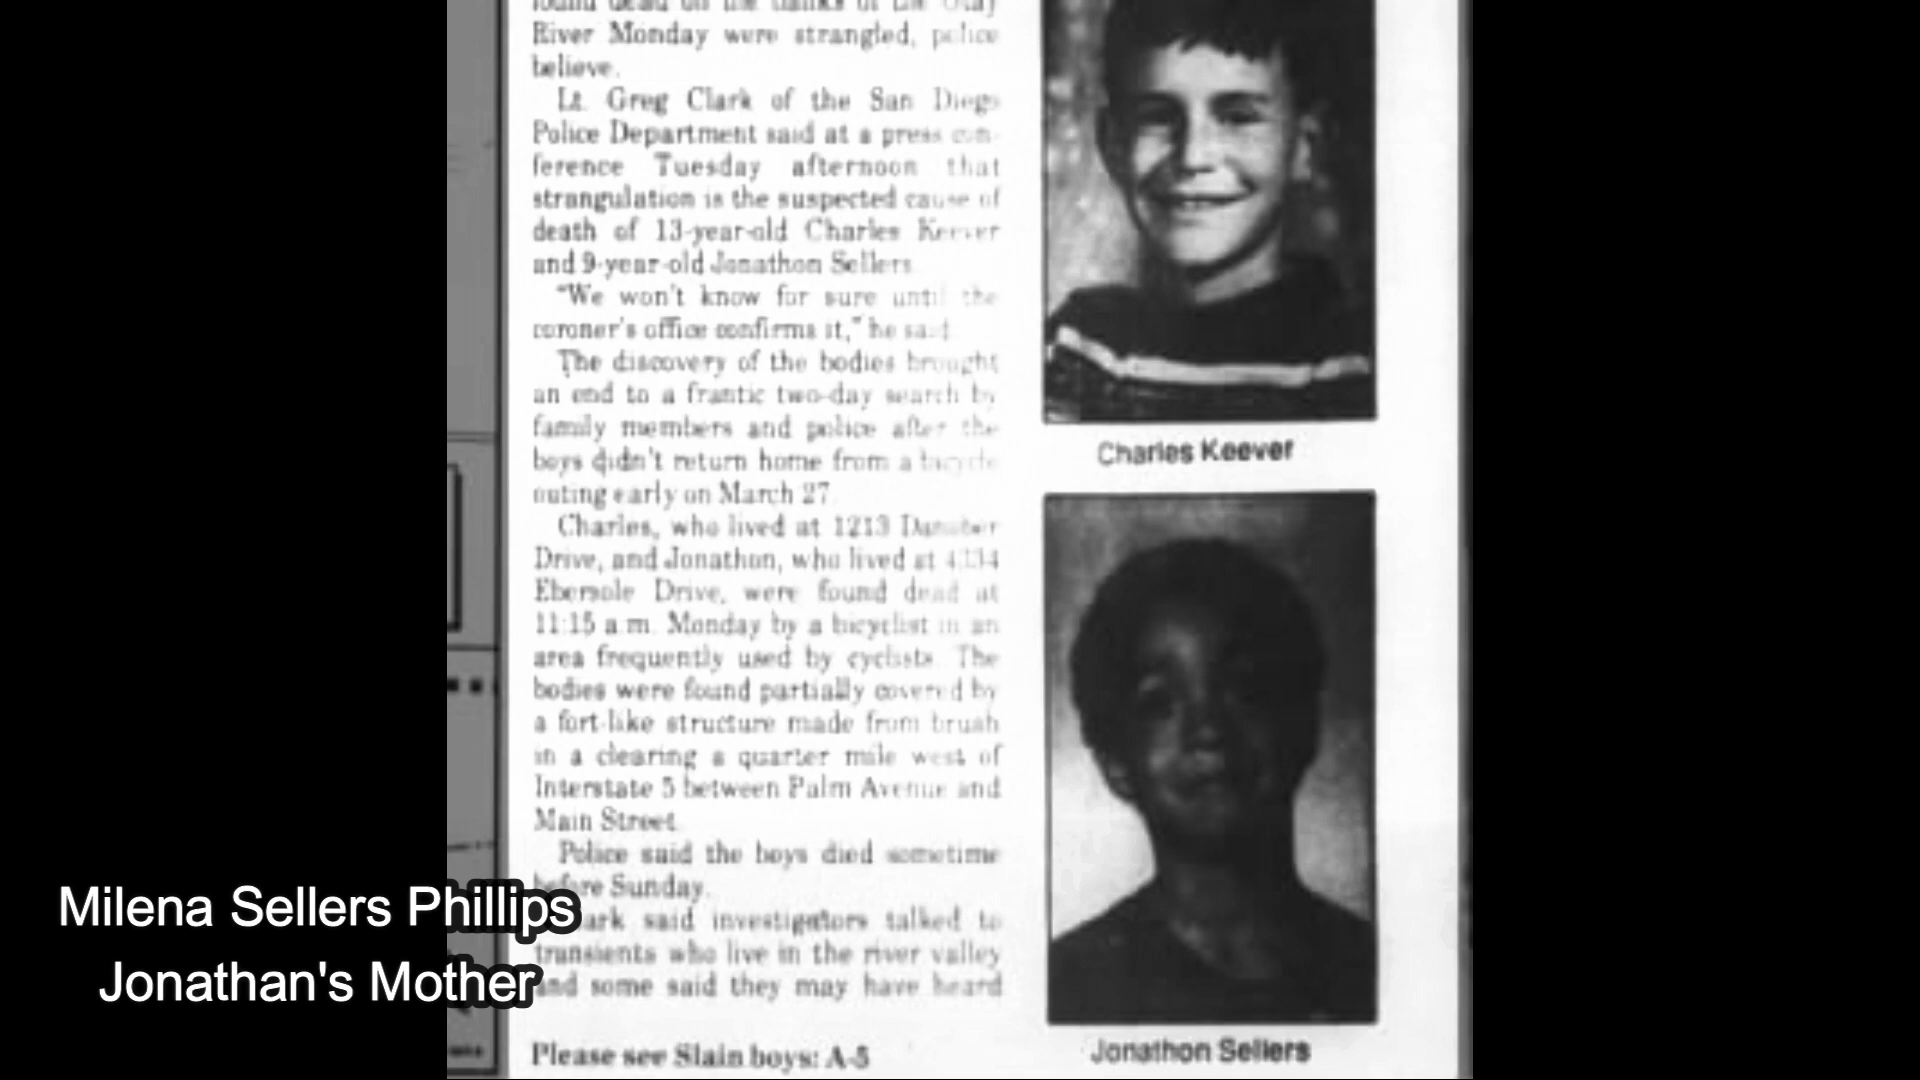 found dead on the banks of the Otay
River Monday were strangled, police
believe.
Lt. Greg Clark of the San Diego
Police Department said at a press con-
ference Tuesday afternoon that
strangulation is the suspected cause of
death of 13-year-old Charles Keever
and 9-year-old Jonathon Sellers.
"We won't know for sure until the
coroner's office confirms it," he said.
The discovery of the bodies brought
an end to a frantic two-day search by
family members and police after the
boys didn't return home from a bicycle
outing early on March 27.
Charles, who lived at 1213
Drive, and Jonathon, who lived at
Ebersole Drive, were found dead at
11:15 a.m. Monday by a bicyclist in an
area frequently used by cyclists. The
bodies were found partially covered by
a fort-like structure made from brush
in a clearing a quarter mile west of
Interstate 5 between Palm Avenue and
Main Street.
Police said the boys died sometime
before Sunday.
ark said investigators talked to
transients who live in the river valley
and some said they may have heard
Please see Slain boys: A-5
Charles Keever
Jonathon Sellers
Milena Sellers Phillips
Jonathan's Mother